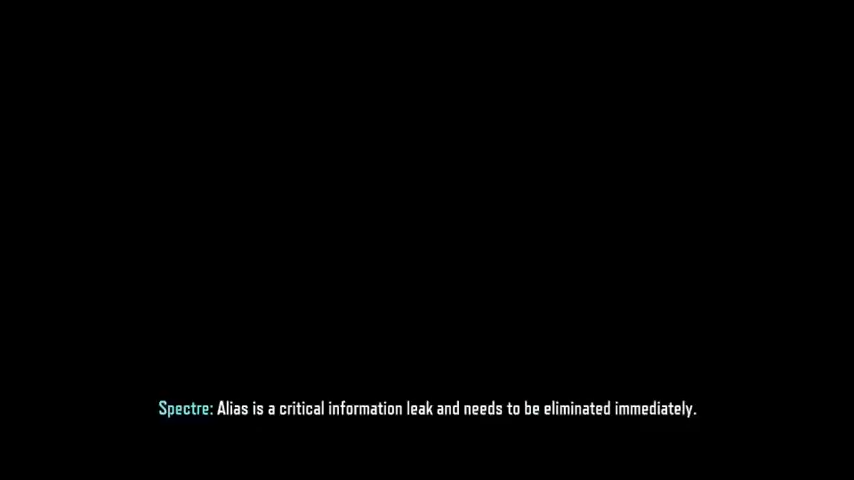 Spectre: Alias is a critical information leak and needs to be eliminated immediately.